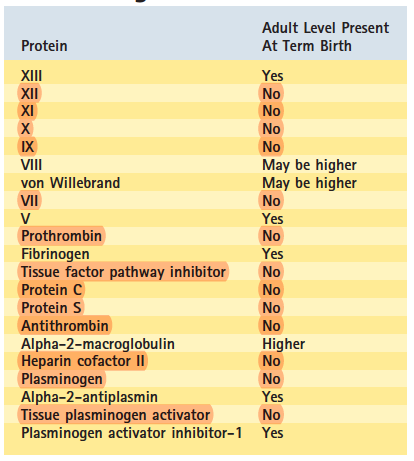 Adult Level Present
Protein At Term Birth
XIII Yes
XII No
XI No
X No
IX No
VIII May be higher
von Willebrand May be higher
VII No
V Yes
Prothrombin No
Fibrinogen Yes
Tissue factor pathway inhibitor No
Protein C No
Protein S No
Antithrombin No
Alpha-2-macroglobulin Higher
Heparin cofactor II No
Plasminogen No
Alpha-2-antiplasmin Yes
Tissue plasminogen activator No
Plasminogen activator inhibitor-1 Yes